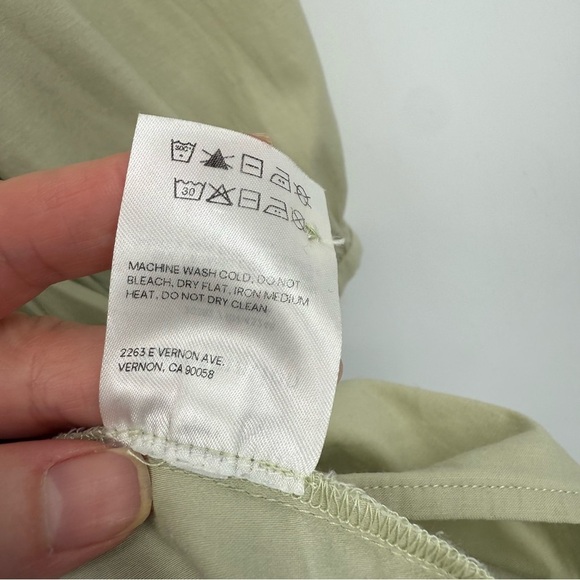 30
MACHINE WASH COLD, DO NOT
BLEACH, DRY FLAT, IRON MEDIUM
HEAT, DO NOT DRY CLEAN.
2263 E VERNON AVE.
VERNON, CA 90058